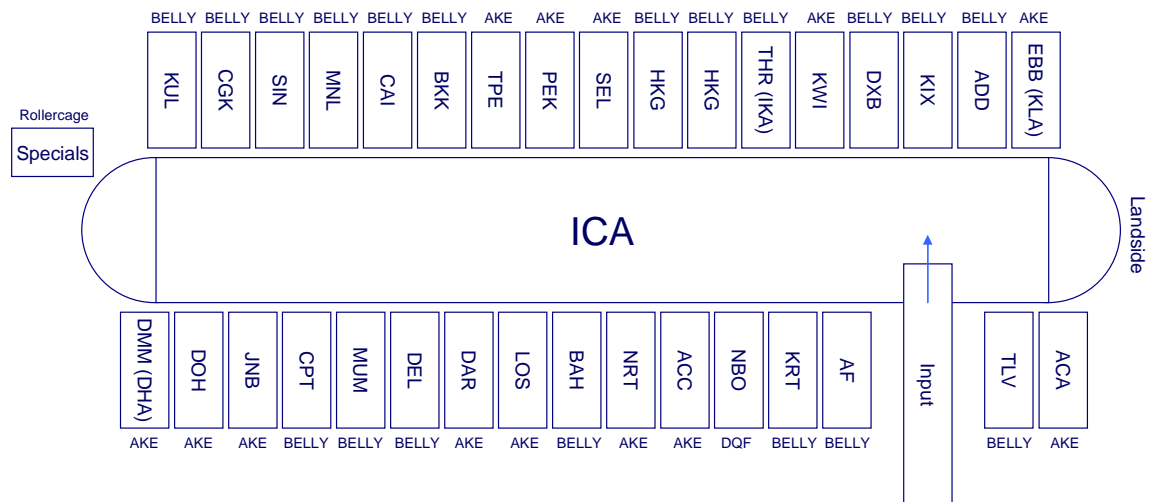 BELLY BELLY BELLY BELLY BELLY BELLY AKE AKE AKE BELLY BELLY BELLY AKE BELLY BELLY BELLY AKE
KUL CGK SIN MNL CAI BKK TPE PEK SEL HKG HKG THR (IKA) KWI DXB KIX ADD EBB (KLA)
Rollercage
Specials
ICA
Landside
DMM (DHA) DOH JNB CPT MUM DEL DAR LOS BAH NRT ACC NBO KRT AF Input TLV ACA
AKE AKE AKE BELLY BELLY BELLY AKE AKE BELLY AKE AKE DQF BELLY BELLY BELLY AKE